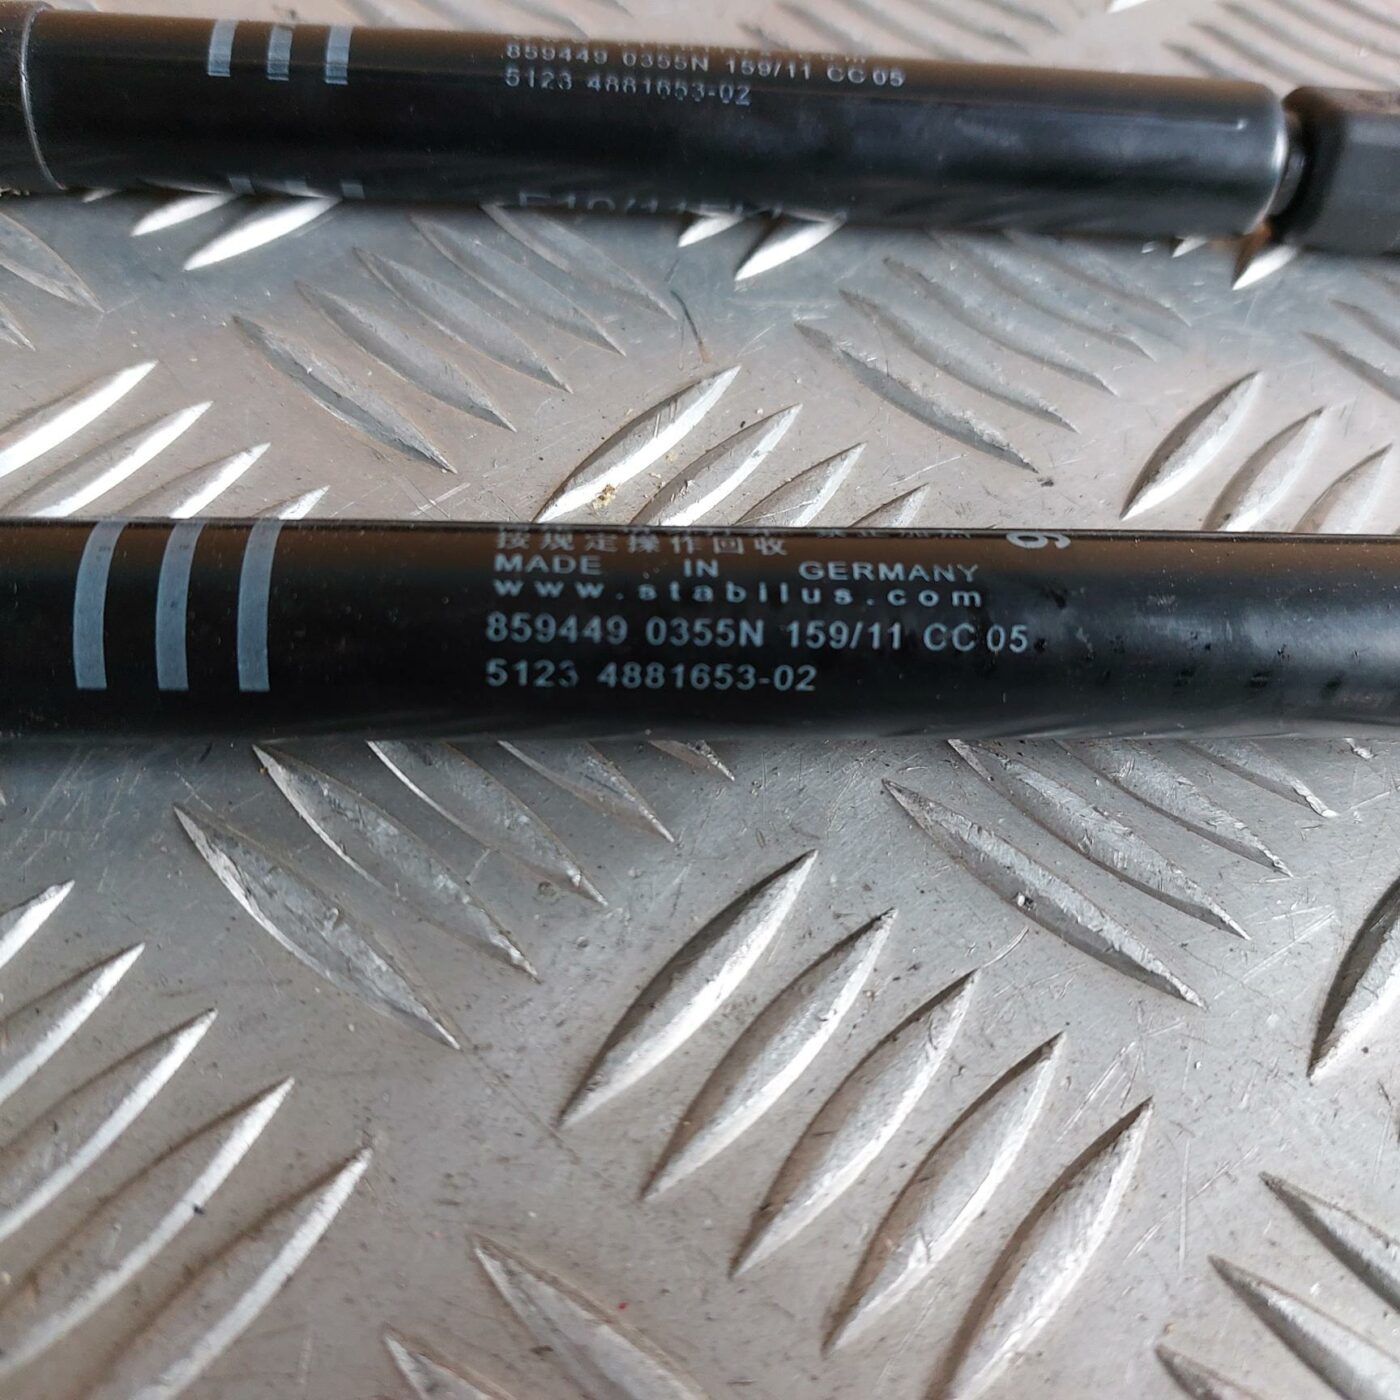 859449 0355N 159/11 CC 05
5123 4881653-02
按规定操作回收
MADE IN GERMANY
www.stabilus.com
859449 0355N 159/11 CC 05
5123 4881653-02